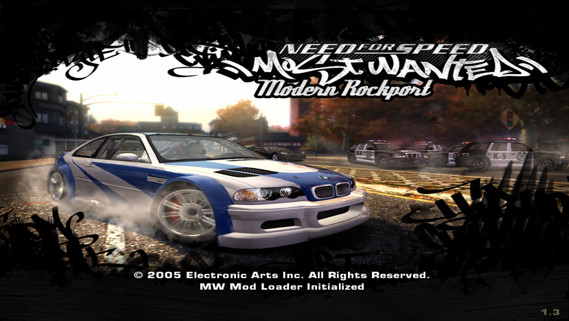 NEED FOR SPEED
MOST WANTED
Modern Rockport
© 2005 Electronic Arts Inc. All Rights Reserved.
MW Mod Loader Initialized
1.3